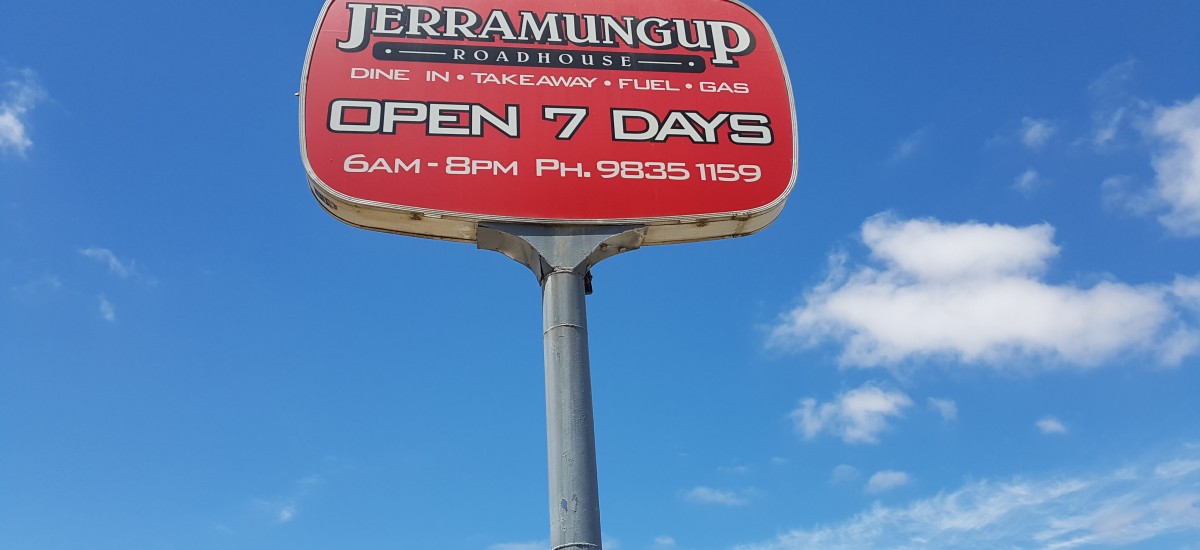 JERRAMUNGUP
ROADHOUSE
DINE IN • TAKEAWAY • FUEL • GAS
OPEN 7 DAYS
6AM - 8PM PH. 9835 1159